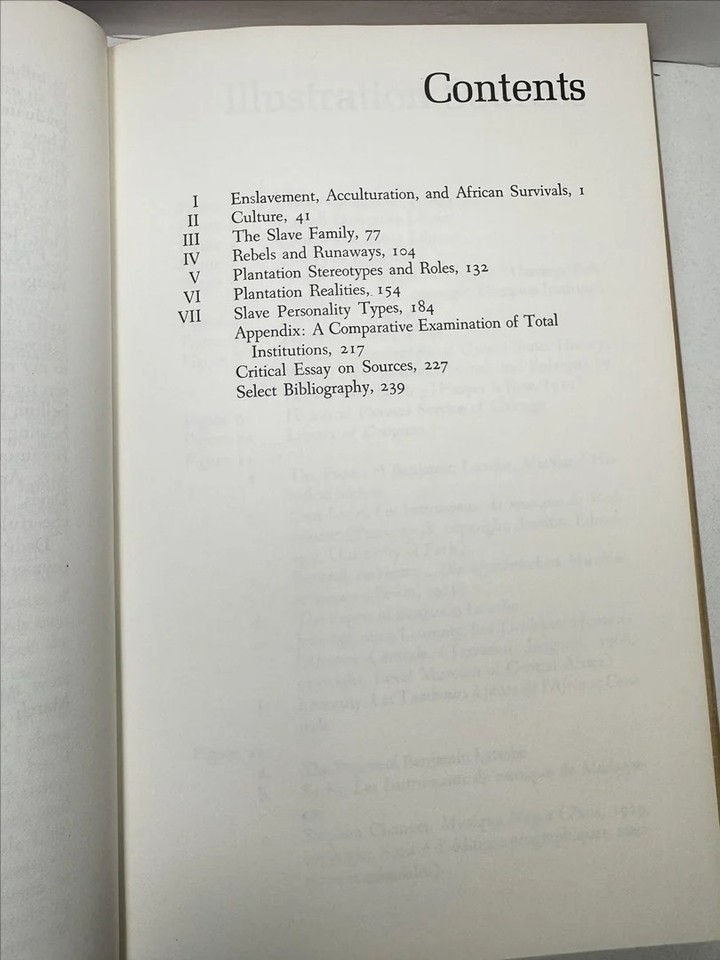 Contents
I Enslavement, Acculturation, and African Survivals, 1
II Culture, 41
III The Slave Family, 77
IV Rebels and Runaways, 104
V Plantation Stereotypes and Roles, 132
VI Plantation Realities, 154
VII Slave Personality Types, 184
Appendix: A Comparative Examination of Total
Institutions, 217
Critical Essay on Sources, 227
Select Bibliography, 239